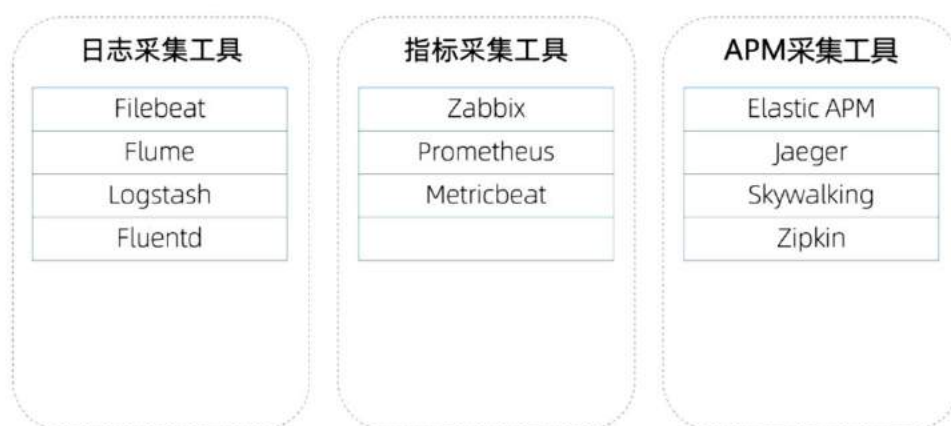 日志采集工具
Filebeat
Flume
Logstash
Fluentd
指标采集工具
Zabbix
Prometheus
Metricbeat
APM采集工具
Elastic APM
Jaeger
Skywalking
Zipkin